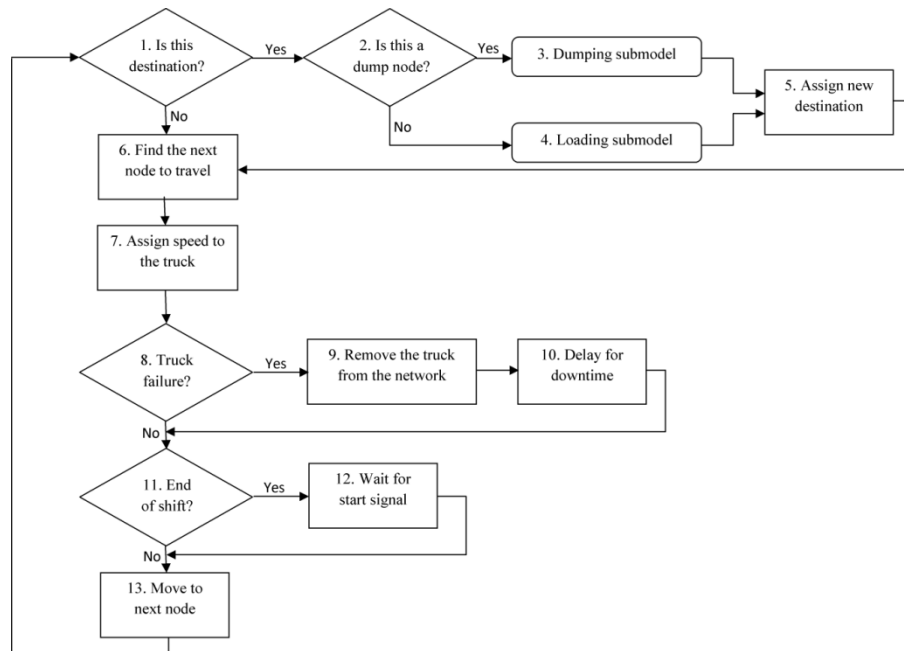 1. Is this
destination?
Yes
2. Is this a
dump node?
Yes
3. Dumping submodel
5. Assign new
destination
No
No
4. Loading submodel
6. Find the next
node to travel
7. Assign speed to
the truck
8. Truck
failure?
Yes
9. Remove the truck
from the network
10. Delay for
downtime
No
11. End
of shift?
Yes
12. Wait for
start signal
No
13. Move to
next node